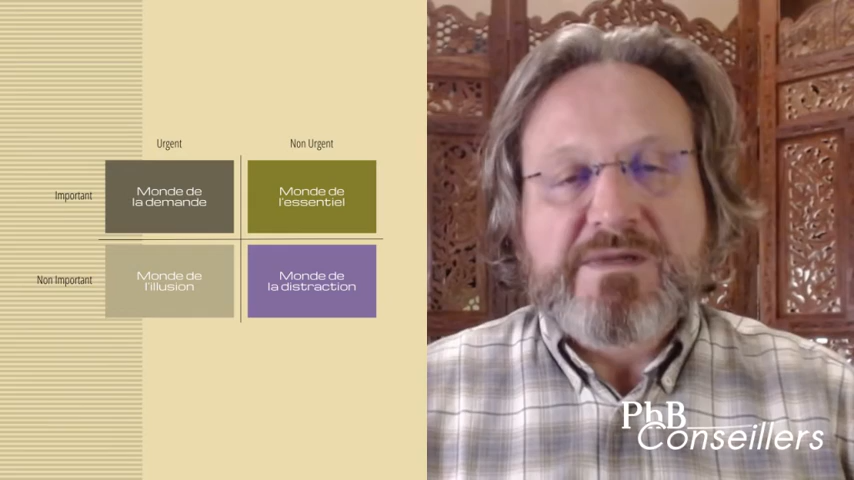 Urgent
Non Urgent
Important
Monde de
la demande
Monde de
l'essentiel
Non Important
Monde de
l'illusion
Monde de
la distraction
PhB
Conseillers